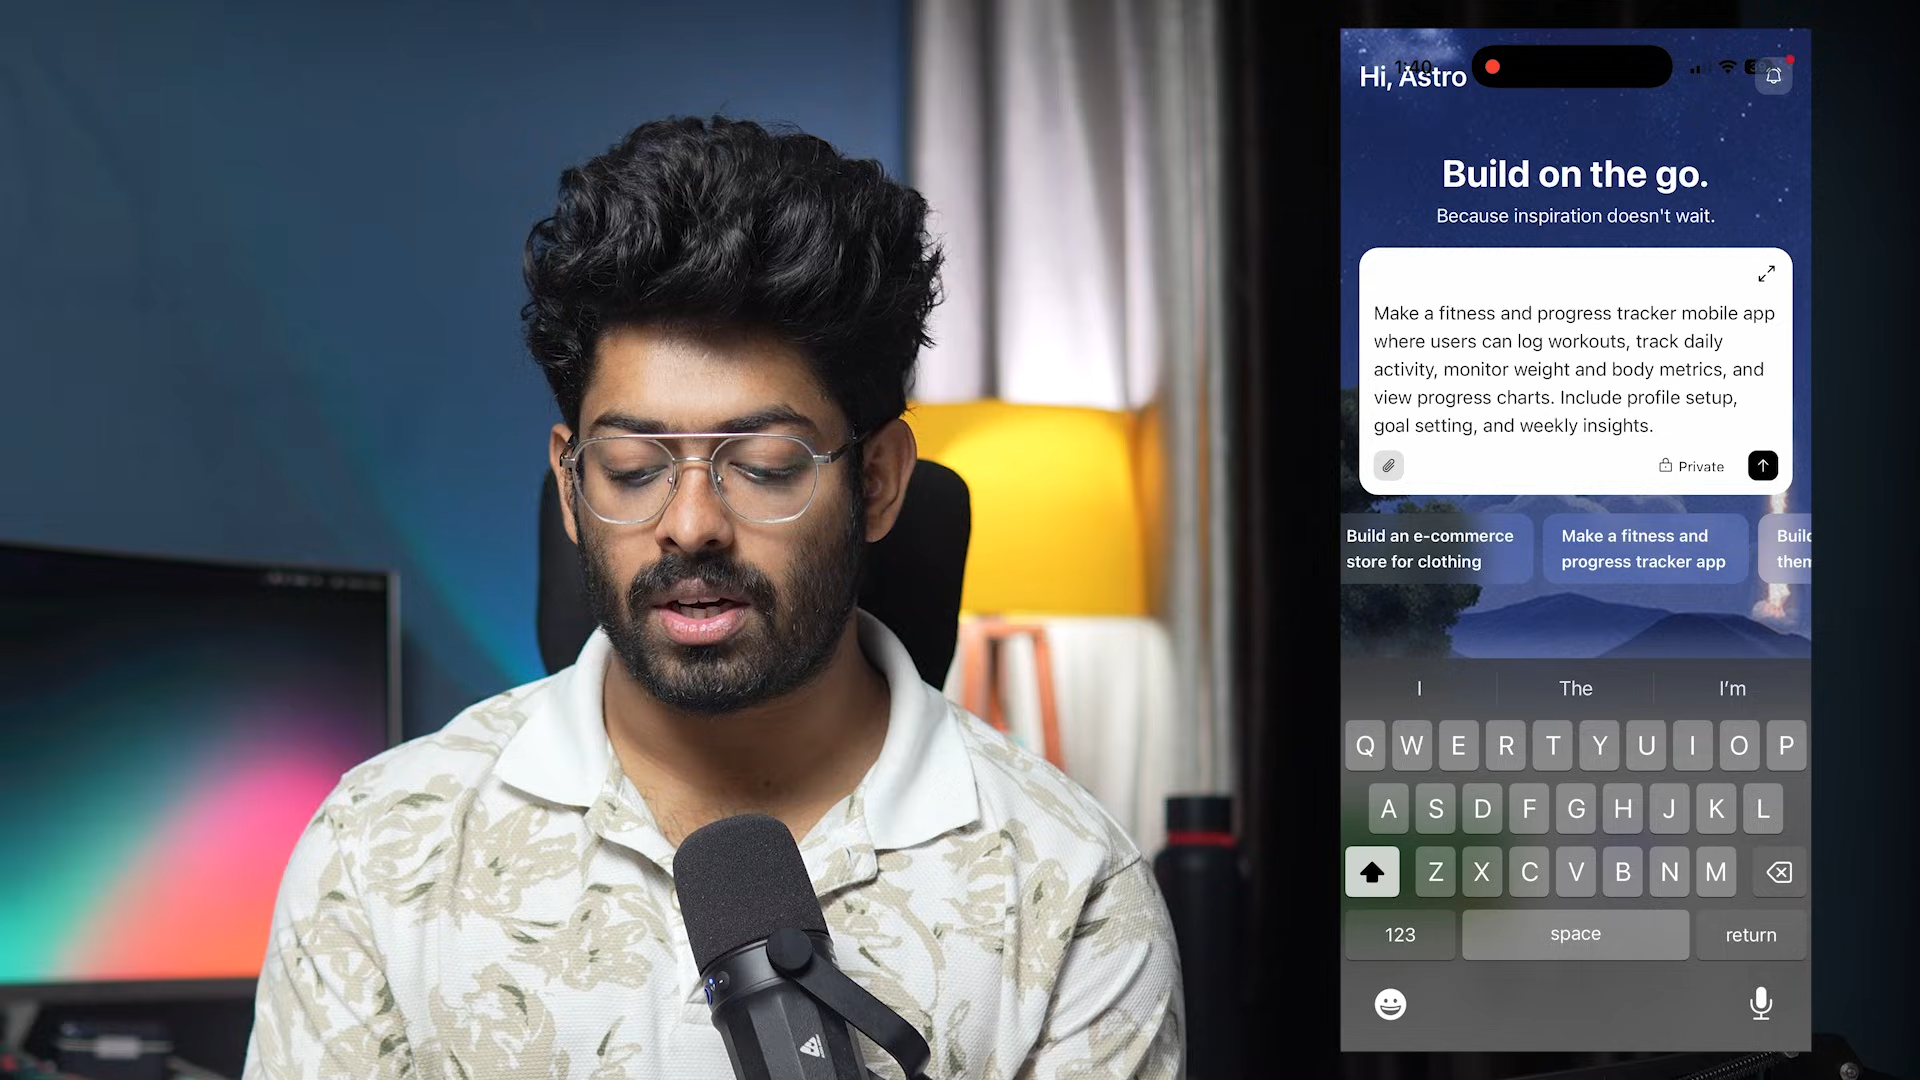 1:40
Hi, Astro
Build on the go.
Because inspiration doesn't wait.
Make a fitness and progress tracker mobile app
where users can log workouts, track daily
activity, monitor weight and body metrics, and
view progress charts. Include profile setup,
goal setting, and weekly insights.
Private
Build an e-commerce
store for clothing
Make a fitness and
progress tracker app
I The I'm
Q W E R T Y U I O P
A S D F G H J K L
Z X C V B N M
123 space return